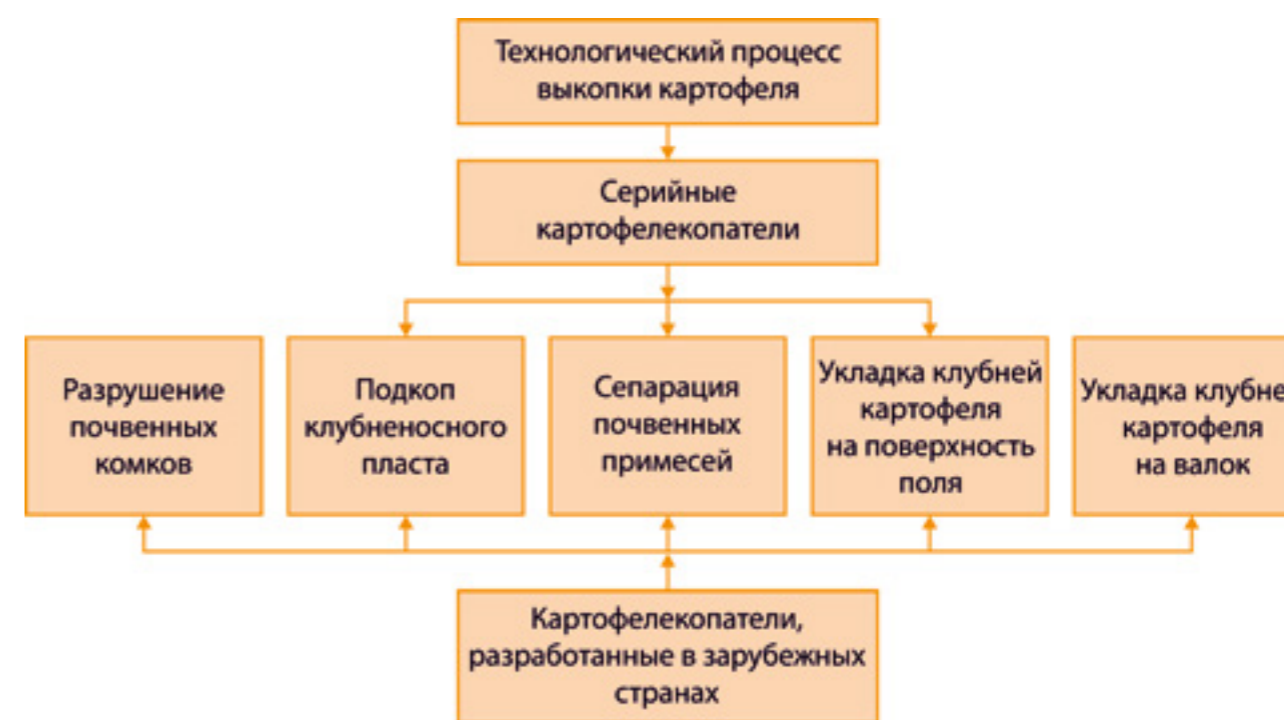 Технологический процесс
выкопки картофеля
Серийные
картофелекопатели
Разрушение
почвенных
комков
Подкоп
клубненосного
пласта
Сепарация
почвенных
примесей
Укладка клубней
картофеля
на поверхность
поля
Укладка клубне
картофеля
на валок
Картофелекопатели,
разработанные в зарубежных
странах